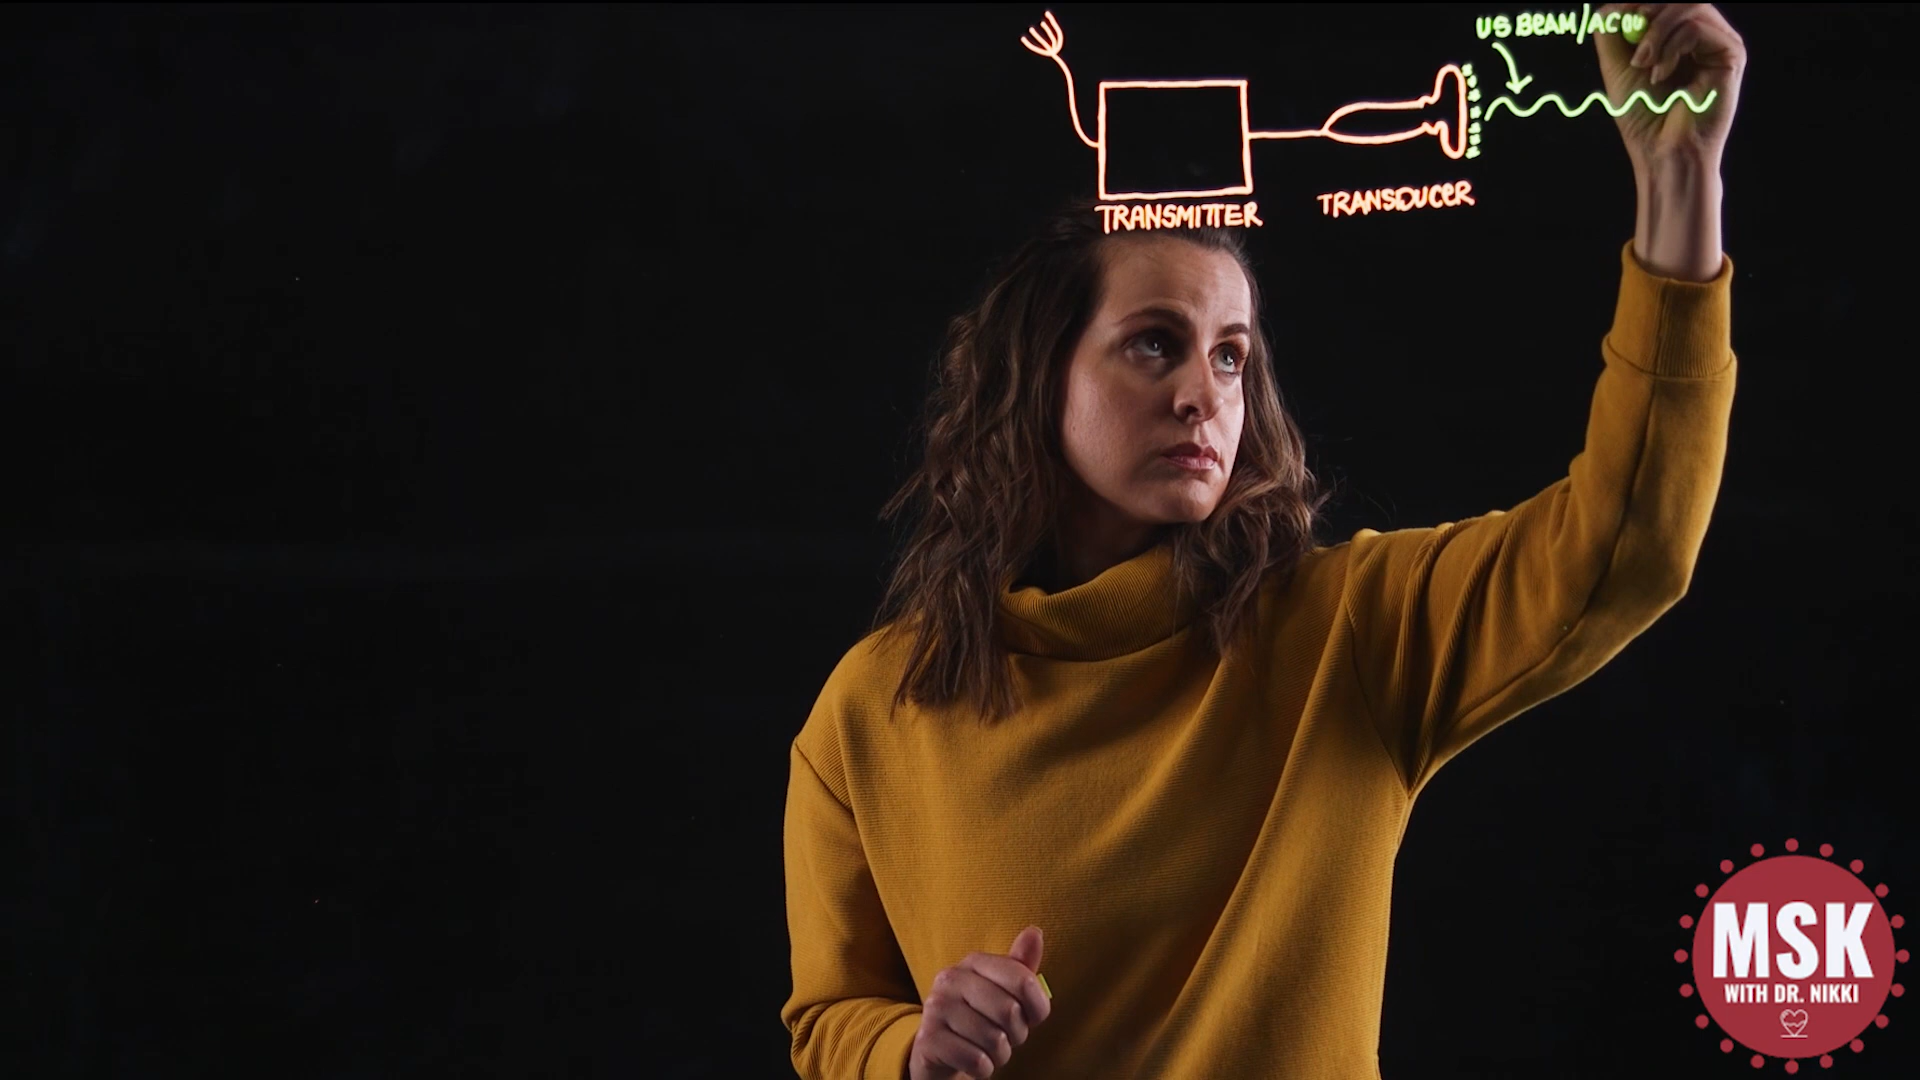 US BEAM/ACOU
TRANSMITTER
TRANSDUCER
MSK
WITH DR. NIKKI